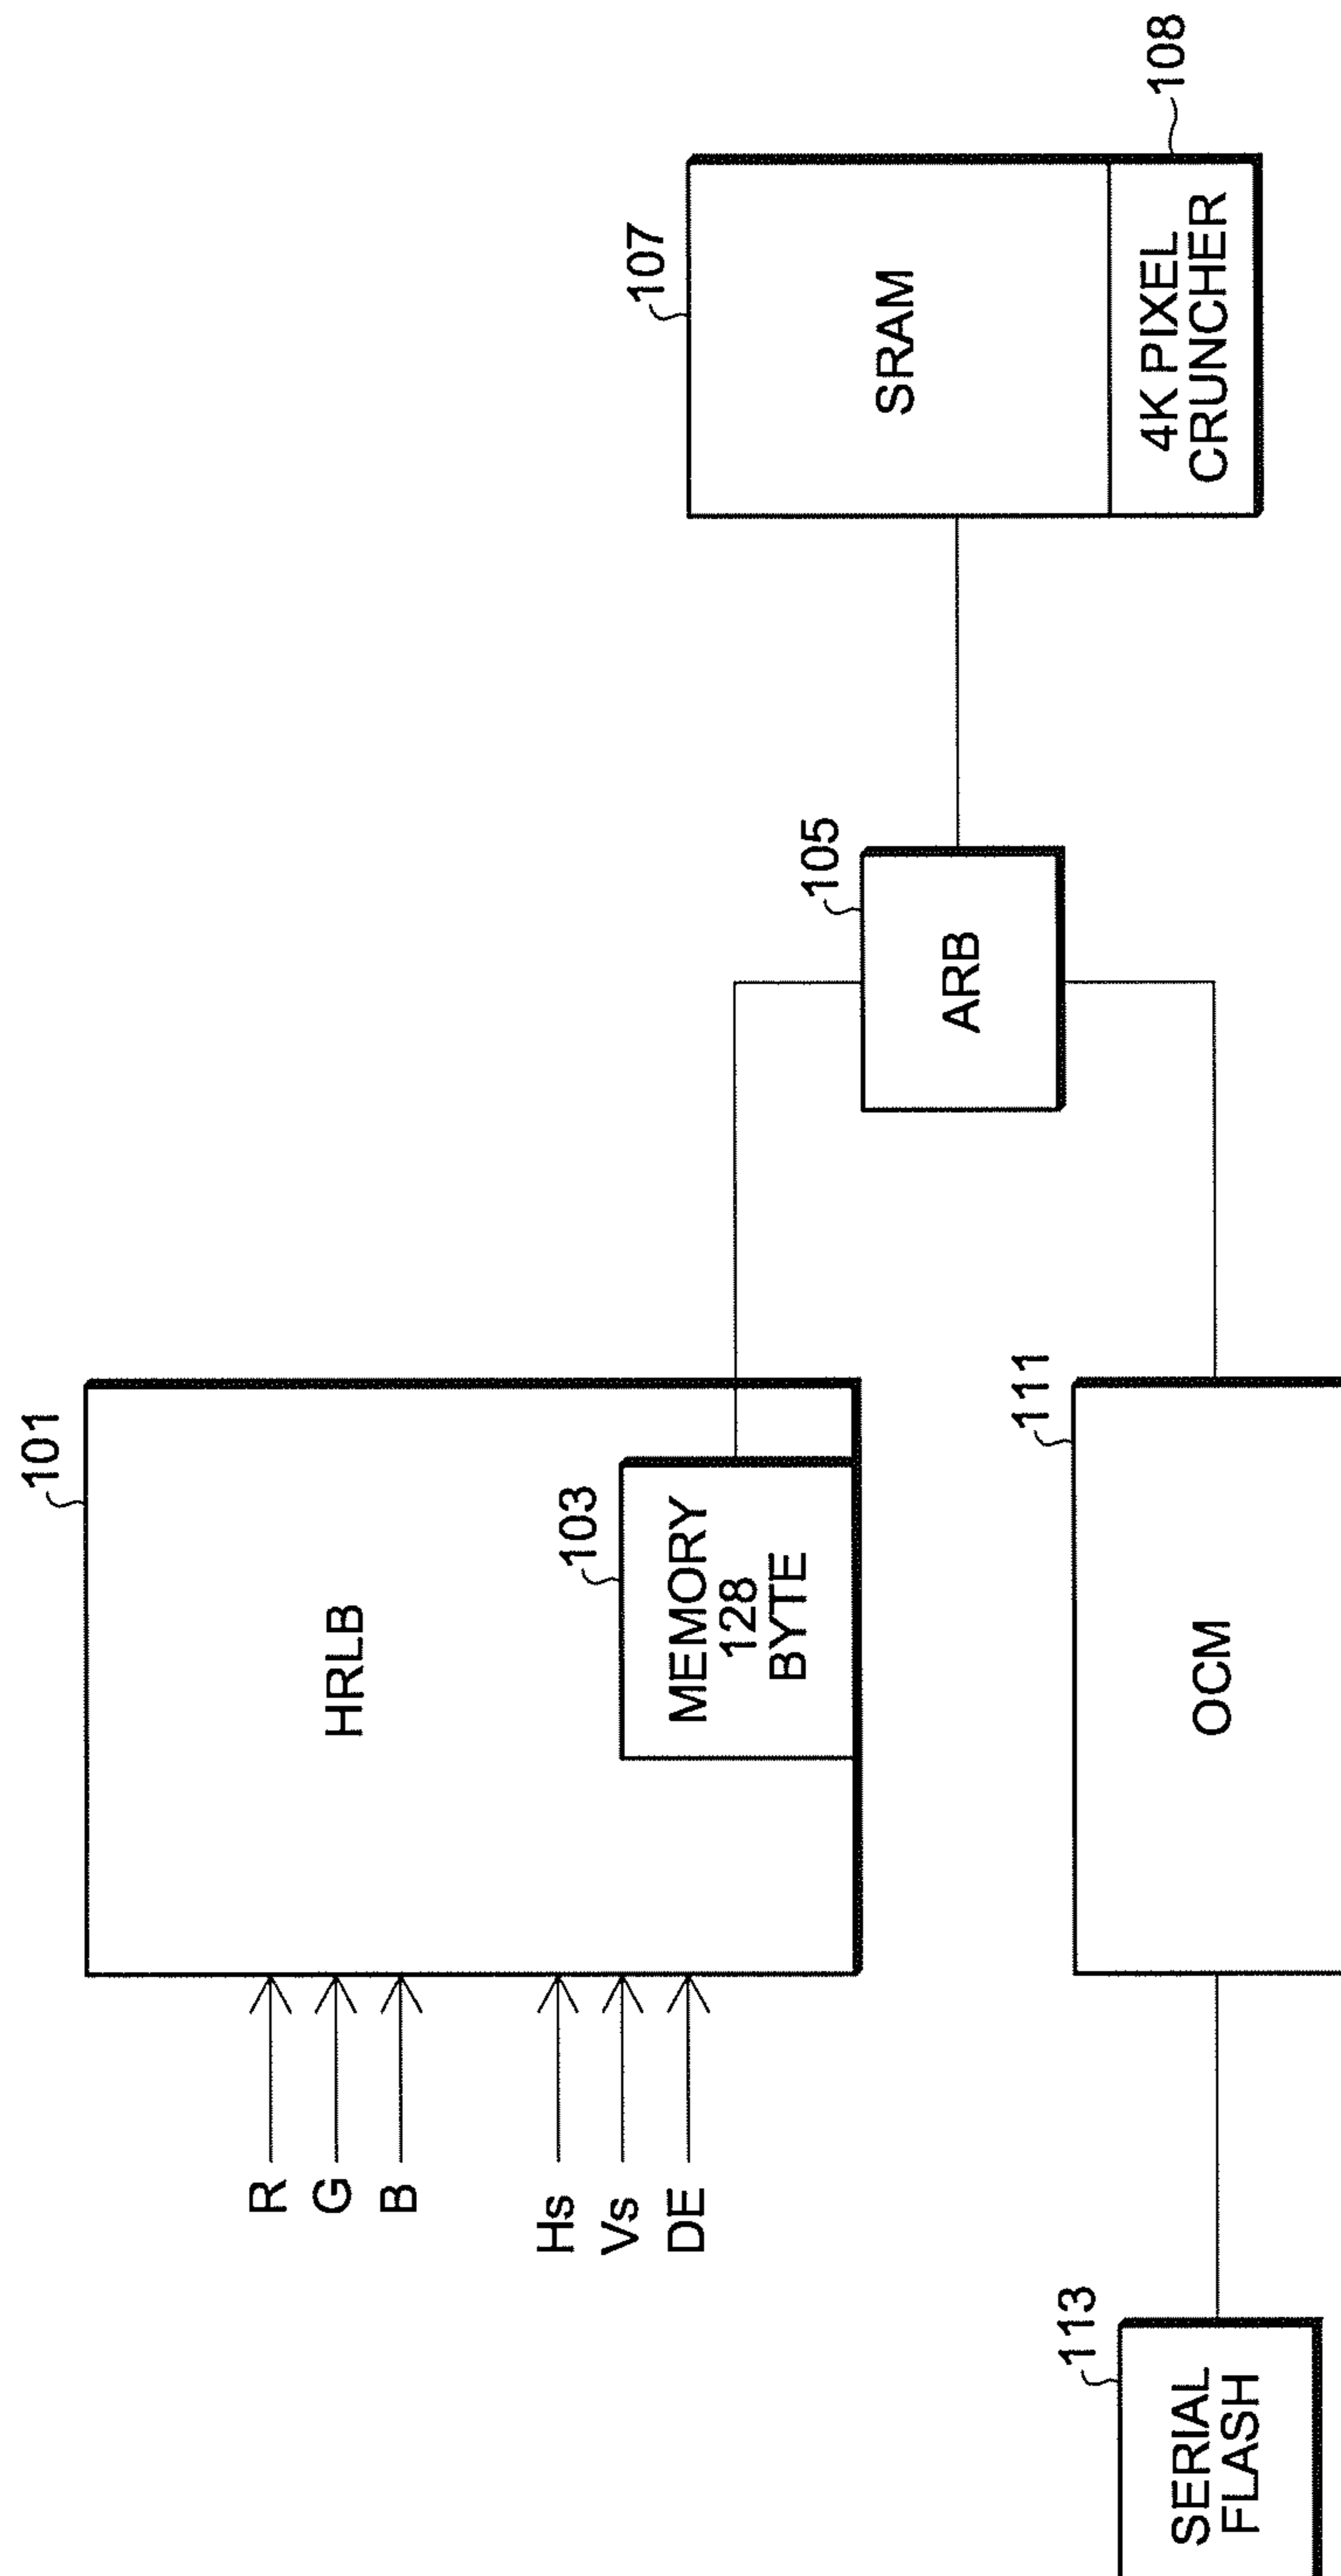 101
HRLB
R
G
B
Hs
Vs
DE
103
MEMORY
128
BYTE
105
ARB
107
SRAM
4K PIXEL
CRUNCHER
108
111
OCM
113
SERIAL
FLASH